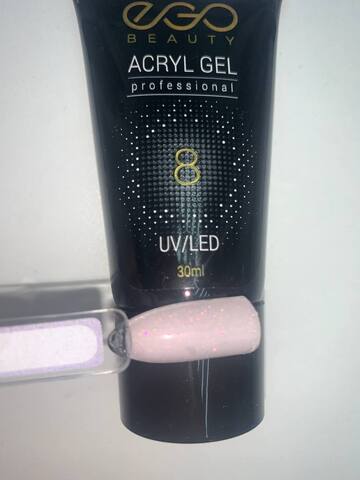 EGO
BEAUTY
ACRYL GEL
professional
8
UV/LED
30ml